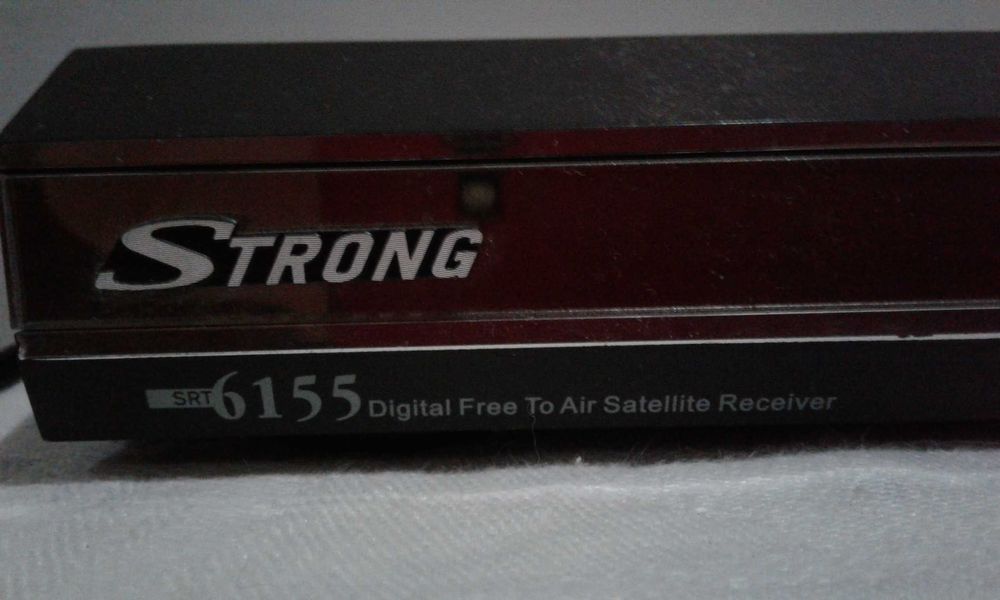 STRONG
SRT 6155 Digital Free To Air Satellite Receiver